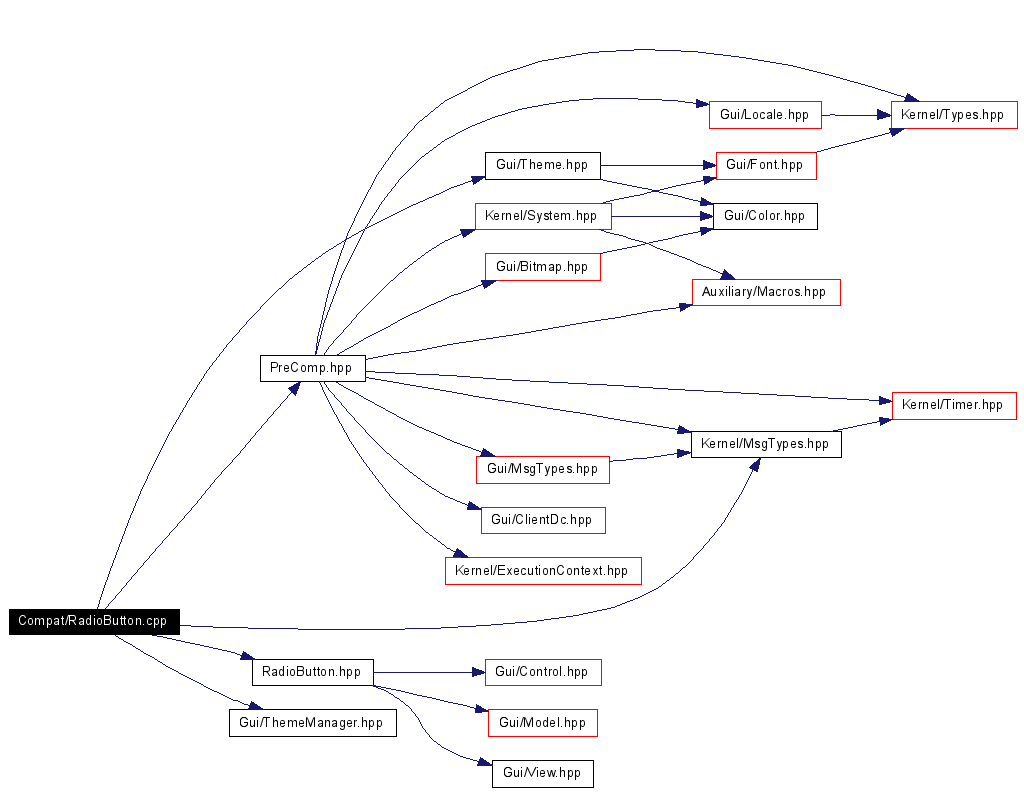 Gui/Locale.hpp
Kernel/Types.hpp
Gui/Theme.hpp
Gui/Font.hpp
Kernel/System.hpp
Gui/Color.hpp
Gui/Bitmap.hpp
Auxiliary/Macros.hpp
PreComp.hpp
Kernel/Timer.hpp
Kernel/MsgTypes.hpp
Gui/MsgTypes.hpp
Gui/ClientDc.hpp
Kernel/ExecutionContext.hpp
Compat/RadioButton.cpp
RadioButton.hpp
Gui/Control.hpp
Gui/ThemeManager.hpp
Gui/Model.hpp
Gui/View.hpp